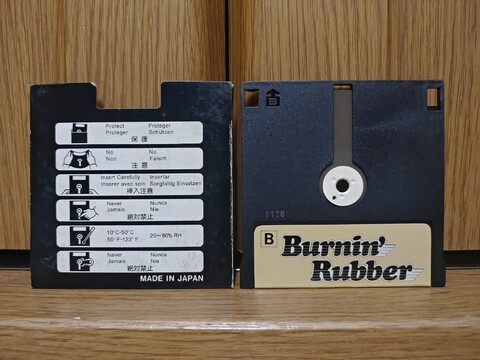 Protect Proteger
Proteger Schützen
保護
No No
Non Falsch
注意
Insert Carefully Insertar
Inserer avec soin Sorgfältig Einsetzen
挿入注意
Never Nunca
Jamais Nie
絶対禁止
10°C-50°C
50°F-122°F 20~80% RH
Never Nunca
Jamais Nie
絶対禁止
MADE IN JAPAN
B
1128
B
Burnin'
Rubber